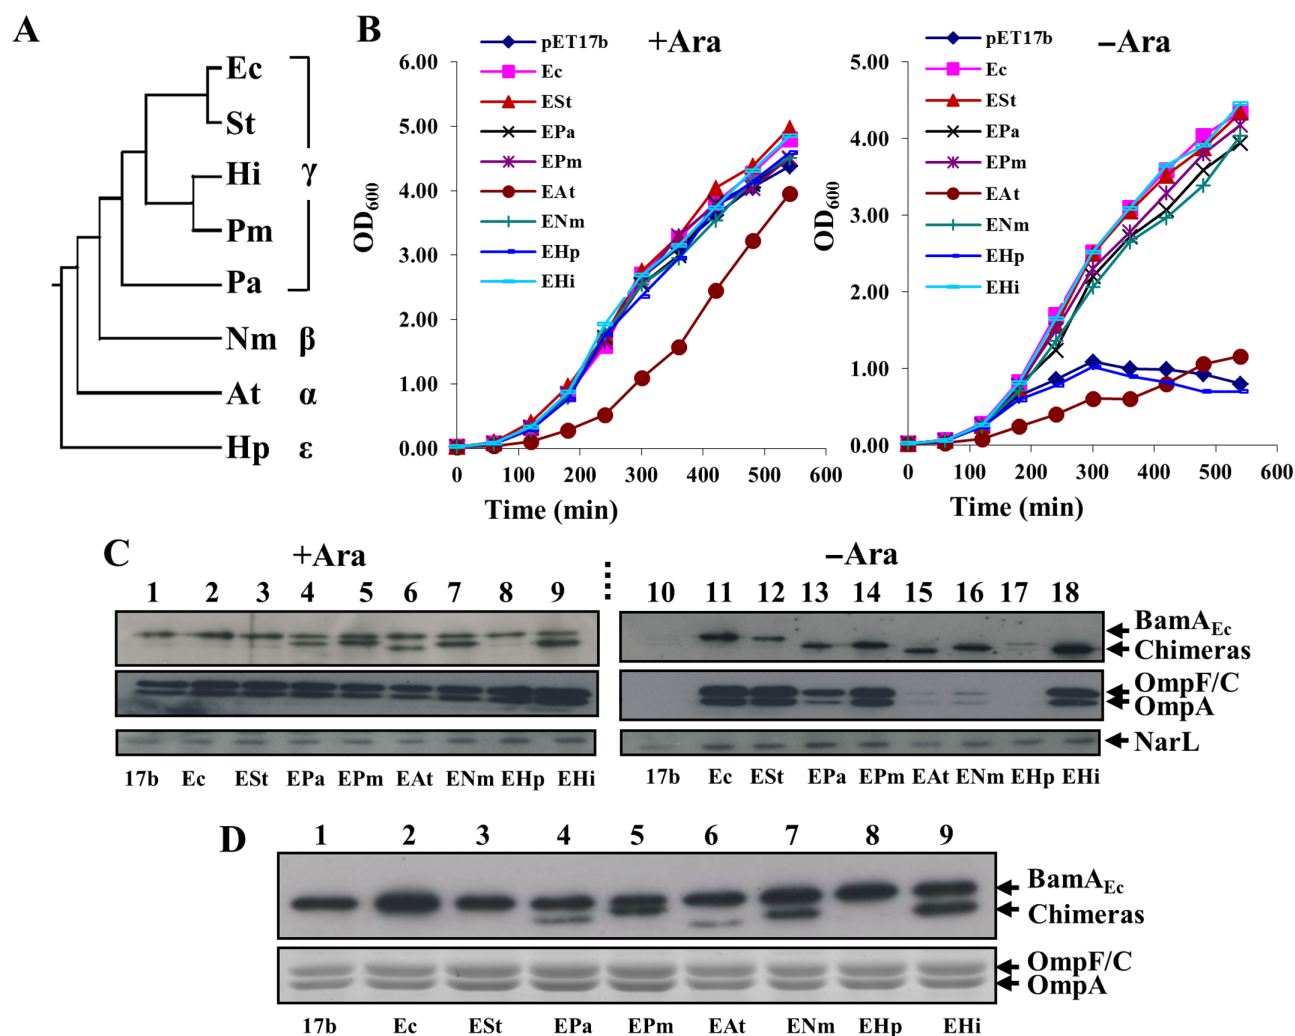 A
Ec
St
Hi
γ
Pm
Pa
Nm β
At α
Hp ε
B
+Ara
pET17b
Ec
ESt
EPa
EPm
EAt
ENm
EHp
EHi
6.00
5.00
4.00
3.00
2.00
1.00
0.00
OD600
0 100 200 300 400 500 600
Time (min)
−Ara
pET17b
Ec
ESt
EPa
EPm
EAt
ENm
EHp
EHi
5.00
4.00
3.00
2.00
1.00
0.00
OD600
0 100 200 300 400 500 600
Time (min)
C
+Ara −Ara
1 2 3 4 5 6 7 8 9 10 11 12 13 14 15 16 17 18
BamAEc
Chimeras
OmpF/C
OmpA
NarL
17b Ec ESt EPa EPm EAt ENm EHp EHi 17b Ec ESt EPa EPm EAt ENm EHp EHi
D
1 2 3 4 5 6 7 8 9
BamAEc
Chimeras
OmpF/C
OmpA
17b Ec ESt EPa EPm EAt ENm EHp EHi